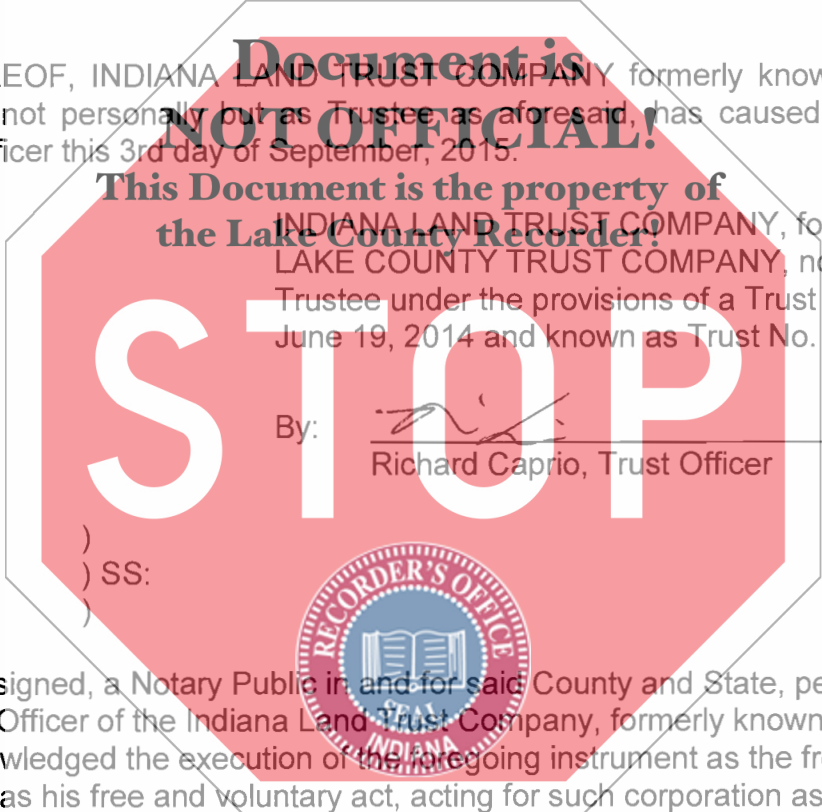 Document is
EOF, INDIANA LAND TRUST COMPANY formerly know
not personally but as Trustee as aforesaid, has caused
NOT OFFICIAL!
ficer this 3rd day of September, 2015.
This Document is the property of
the Lake County Recorder!
INDIANA LAND TRUST COMPANY, fo
LAKE COUNTY TRUST COMPANY, no
Trustee under the provisions of a Trust
June 19, 2014 and known as Trust No.
STOP
By:
Richard Caprio, Trust Officer
)
) SS:
)
RECORDER'S OFFICE
SEAL
INDIANA
signed, a Notary Public in and for said County and State, pe
Officer of the Indiana Land Trust Company, formerly known
wledged the execution of the foregoing instrument as the fr
as his free and voluntary act, acting for such corporation as